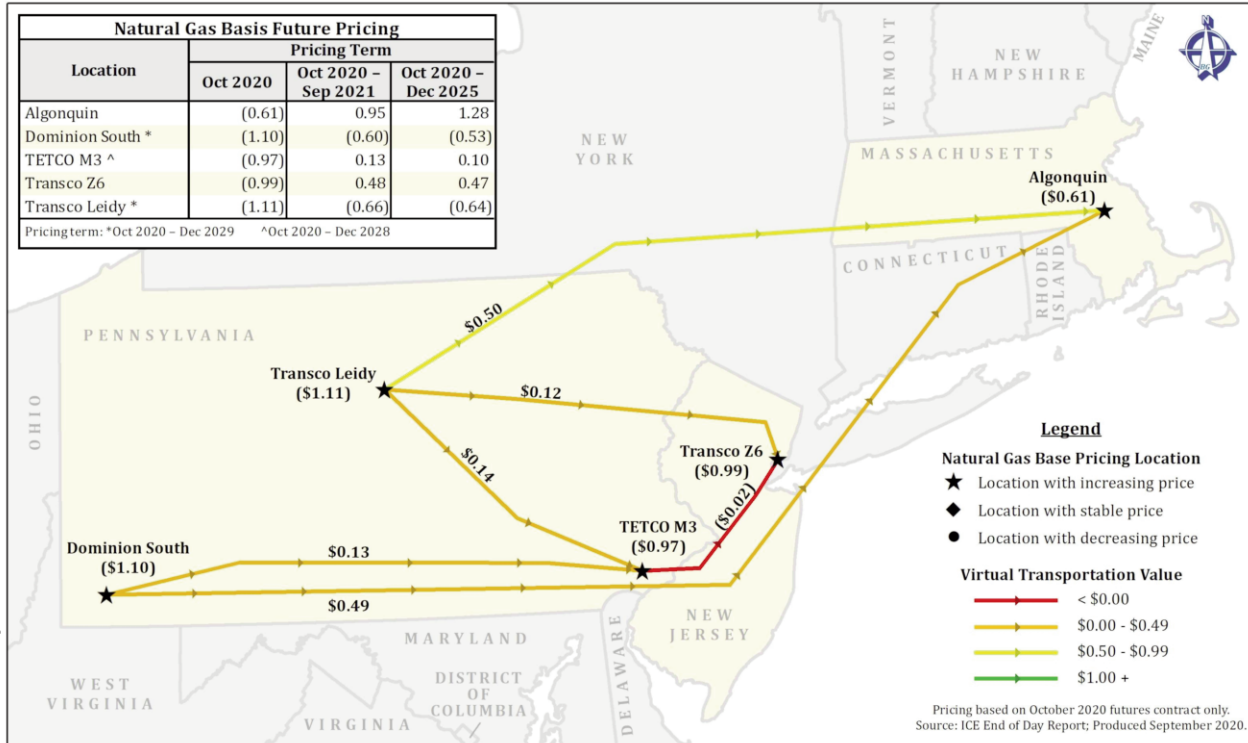 Natural Gas Basis Future Pricing
Location
Pricing Term
Oct 2020
Oct 2020 –
Sep 2021
Oct 2020 –
Dec 2025
Algonquin (0.61) 0.95 1.28
Dominion South * (1.10) (0.60) (0.53)
TETCO M3 ^ (0.97) 0.13 0.10
Transco Z6 (0.99) 0.48 0.47
Transco Leidy * (1.11) (0.66) (0.64)
Pricing term: *Oct 2020 – Dec 2029 ^Oct 2020 – Dec 2028
VERMONT
NEW
HAMPSHIRE
MAINE
NEW
YORK
MASSACHUSETTS
Algonquin
($0.61)
CONNECTICUT
RHODE
ISLAND
PENNSYLVANIA
$0.50
Transco Leidy
($1.11)
$0.12
OHIO
$0.14
Transco Z6
($0.99)
($0.02)
TETCO M3
($0.97)
Dominion South
($1.10)
$0.13
$0.49
NEW
JERSEY
MARYLAND
DELAWARE
WEST
VIRGINIA
DISTRICT
OF
COLUMBIA
VIRGINIA
Legend
Natural Gas Base Pricing Location
Location with increasing price
Location with stable price
Location with decreasing price
Virtual Transportation Value
< $0.00
$0.00 - $0.49
$0.50 - $0.99
$1.00 +
Pricing based on October 2020 futures contract only.
Source: ICE End of Day Report; Produced September 2020.